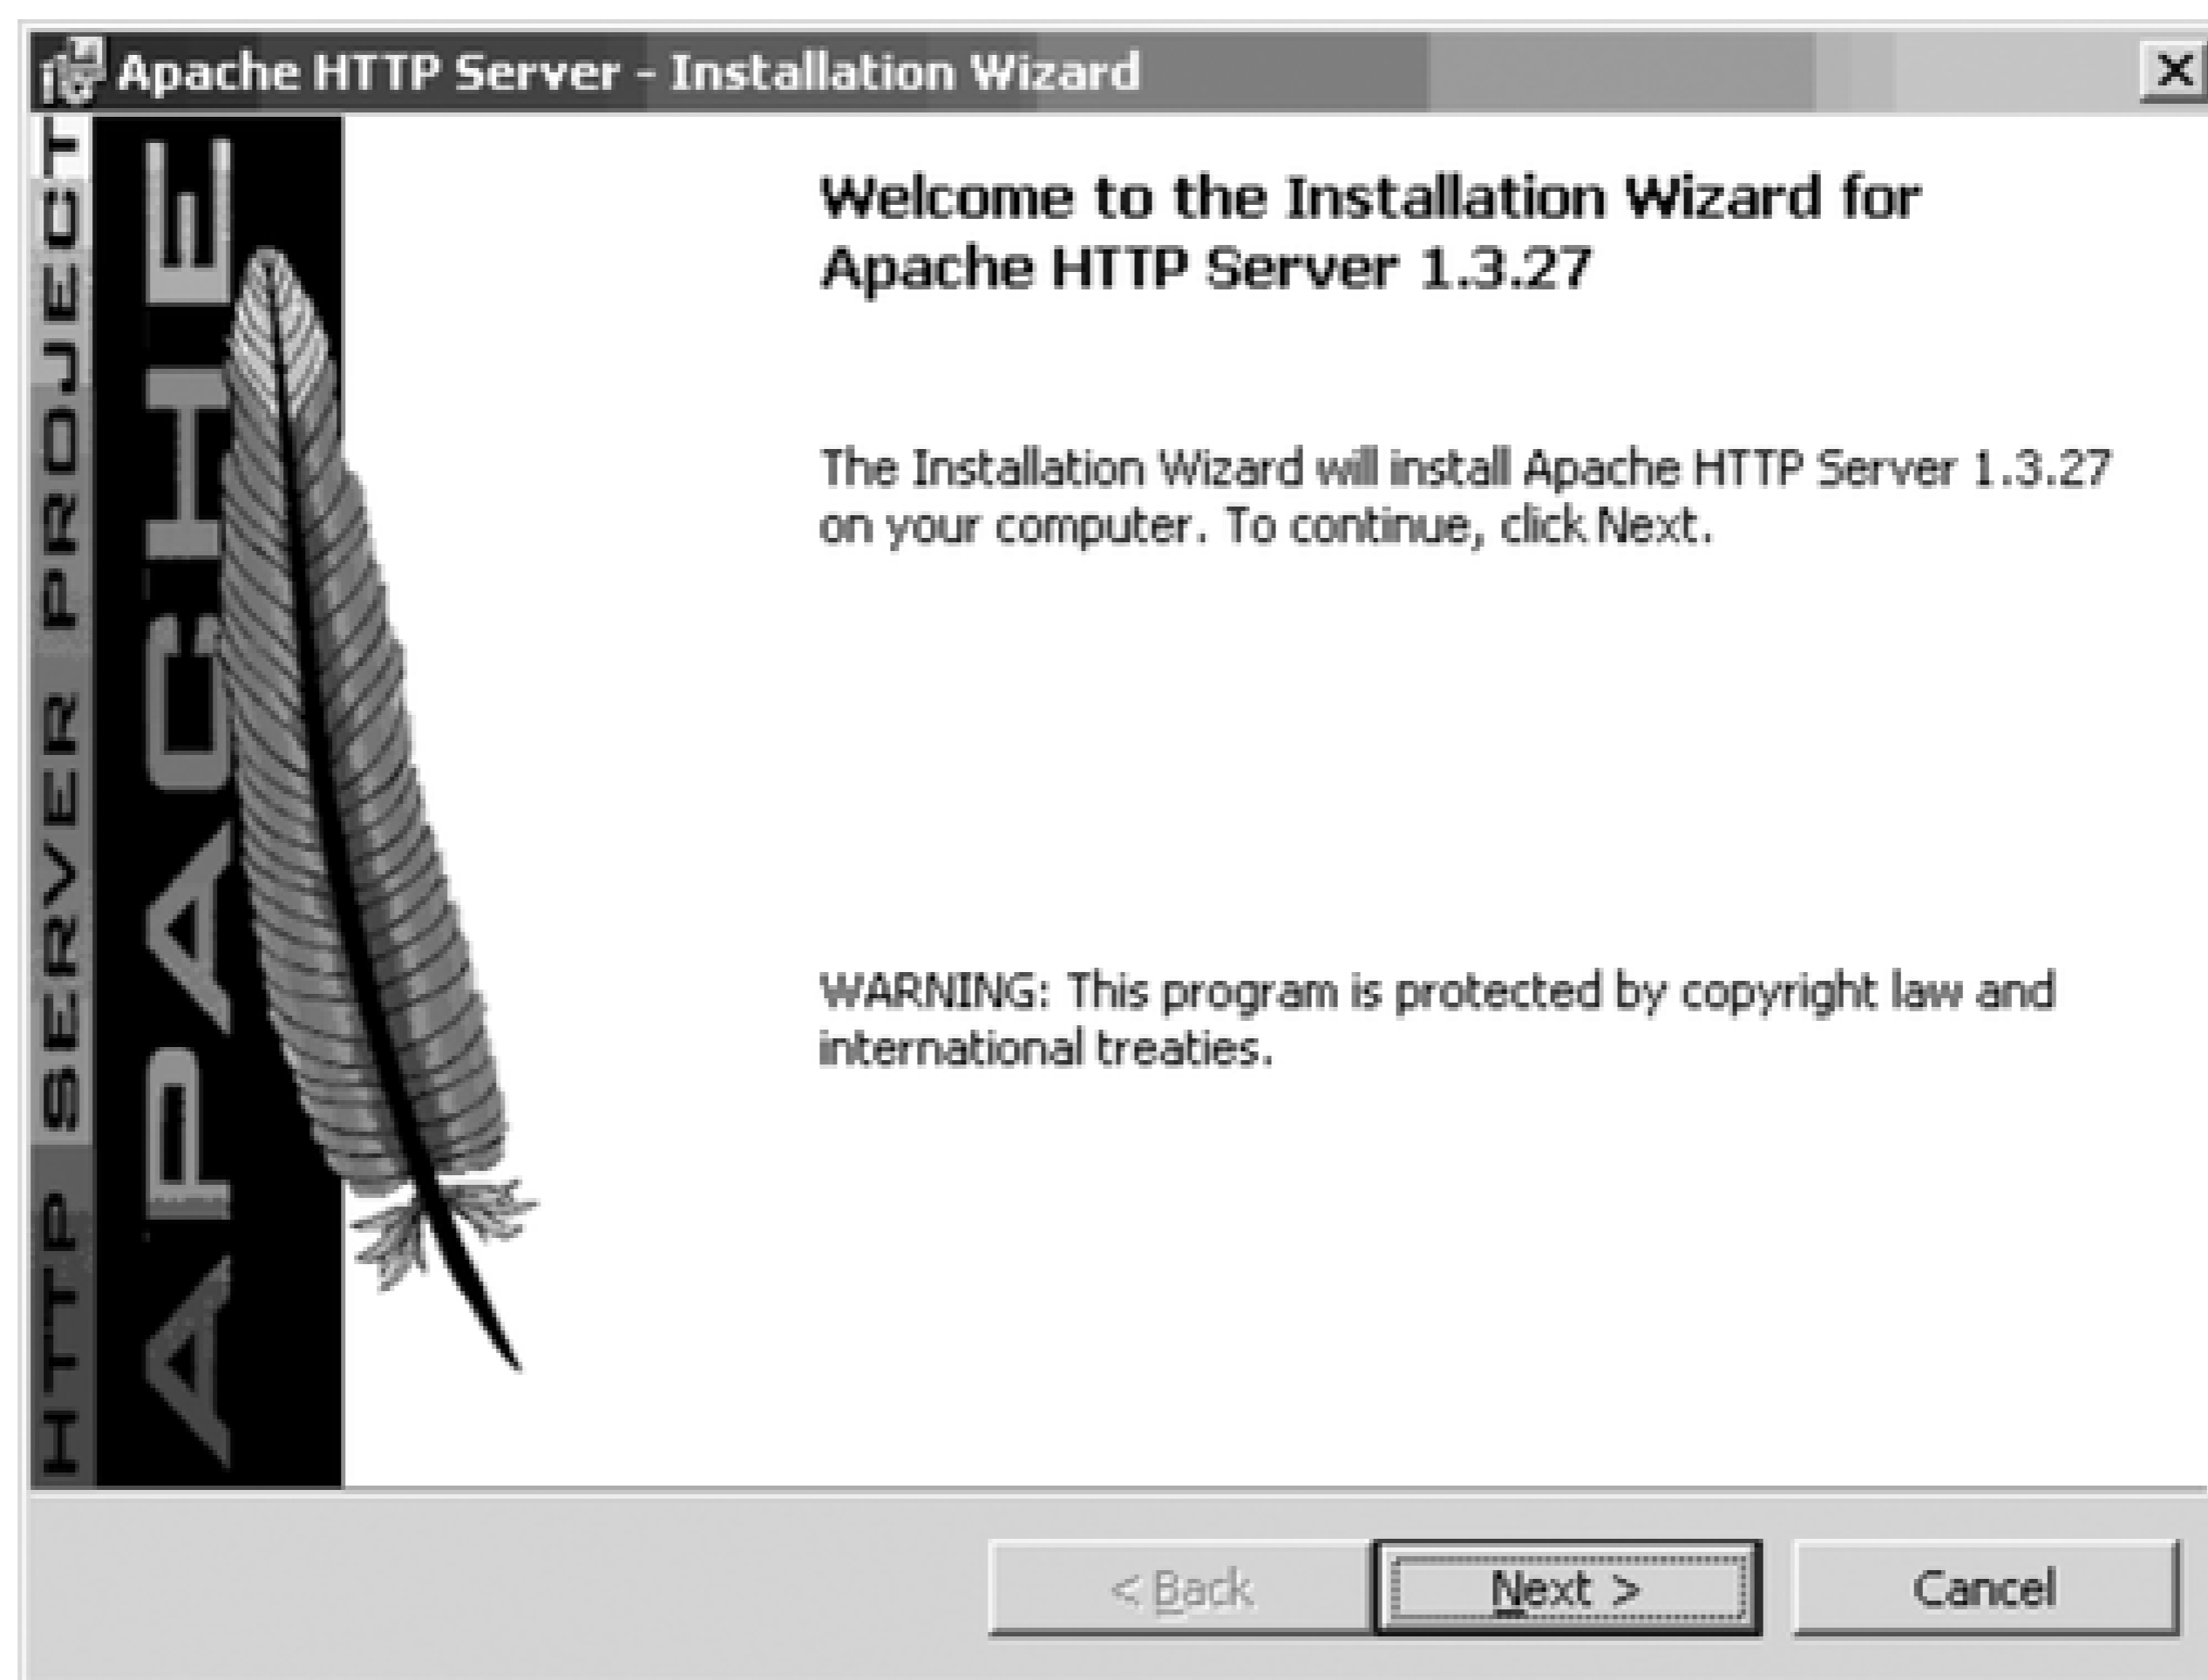 Apache HTTP Server - Installation Wizard
HTTP SERVER PROJECT
APACHE
Welcome to the Installation Wizard for
Apache HTTP Server 1.3.27
The Installation Wizard will install Apache HTTP Server 1.3.27
on your computer. To continue, click Next.
WARNING: This program is protected by copyright law and
international treaties.
< Back
Next >
Cancel